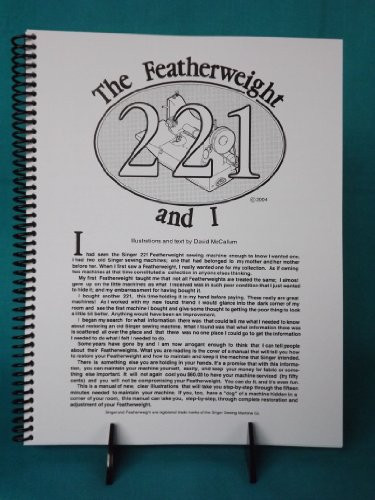 The Featherweight
221
© 2004
and I
Illustrations and text by David McCallum
I had seen the Singer 221 Featherweight sewing machine enough to know I wanted one.
I had two old Singer sewing machines; one that had belonged to my mother and mother
before her. When I first saw a Featherweight, I really wanted one for my collection. As if owning
two machines at that time constituted a collection in anyone elses thinking.
My first Featherweight taught me that not all Featherweights are treated the same; I almost
gave up on the little machines as what I received was in such poor condition that I just wanted
to hide it; and my embarrassment for having bought it.
I bought another 221, this time holding it in my hand before paying. These really are great
machines! As I worked with my new found friend I would glance into the dark corner of my
room and see the first machine I bought and give some thought to getting the poor thing to look
a little bit better. Anything would have been an improvement.
I began my search for what information there was that could tell me what I needed to know
about restoring an old Singer sewing machine. What I found was that what information there was
is scattered all over the place and that there was no one place I could go to get the information
I needed to do what I felt I needed to do.
Some years have gone by and I am now arrogant enough to think that I can tell people
about their Featherweights. What you are reading is the cover of a manual that will tell you how
to restore your Featherweight and how to maintain and keep it the machine that Singer intended.
There is something else you are holding in your hands. It's a promise that with this informa-
tion, you can maintain your machine yourself, easily, and keep your money for fabric or some-
thing else important. It will not again cost you $60.00 to have your machine serviced (try fifty
cents) and you will not be compromising your Featherweight. You can do it, and it's even fun.
This is a manual of new, clear illustrations that will take you step-by-step through the fifteen
minutes needed to maintain your machine. If you, too, have a "dog" of a machine hidden in a
corner of your room, this manual can take you, step-by-step, through complete restoration and
adjustment of your Featherweight.
Singer and Featherweight are registered trade marks of the Singer Sewing Machine Co.